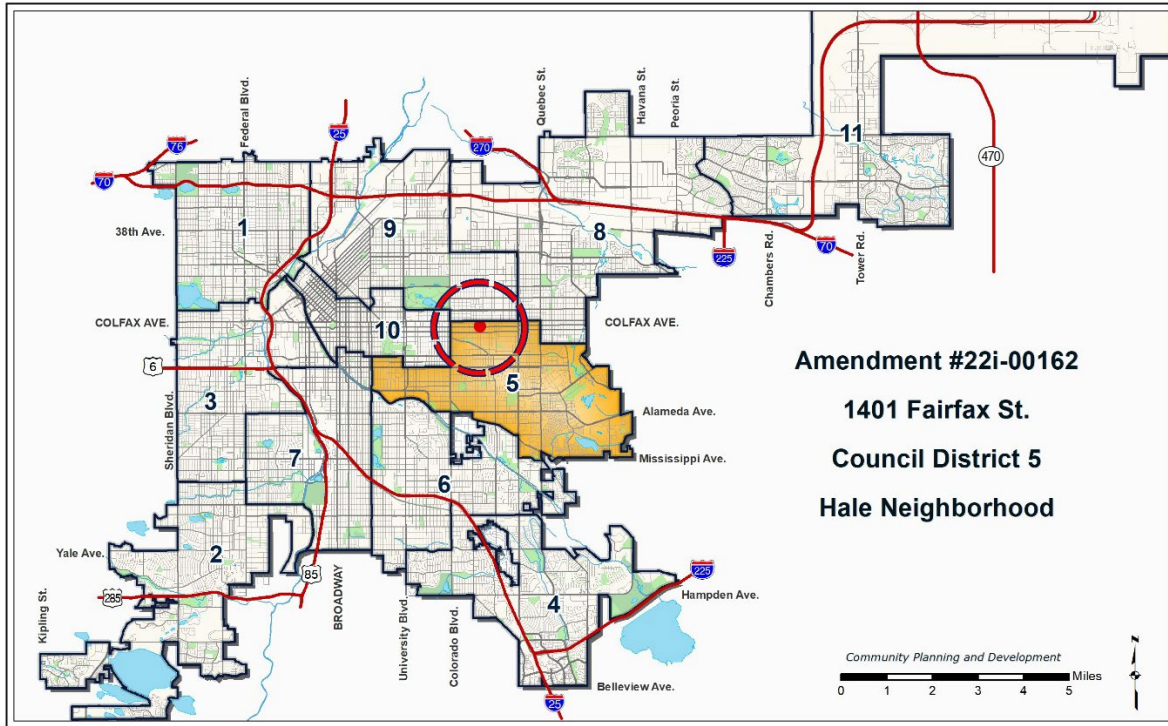 Federal Blvd.
Quebec St.
Havana St.
Peoria St.
76
25
270
11
470
70
38th Ave.
1
9
8
225
70
Chambers Rd.
Tower Rd.
COLFAX AVE.
10
COLFAX AVE.
6
5
3
Sheridan Blvd.
Alameda Ave.
7
Mississippi Ave.
6
Yale Ave.
2
85
225
285
BROADWAY
University Blvd.
Colorado Blvd.
4
Hampden Ave.
Kipling St.
Belleview Ave.
25
Amendment #22i-00162
1401 Fairfax St.
Council District 5
Hale Neighborhood
Community Planning and Development
Miles
0 1 2 3 4 5
N